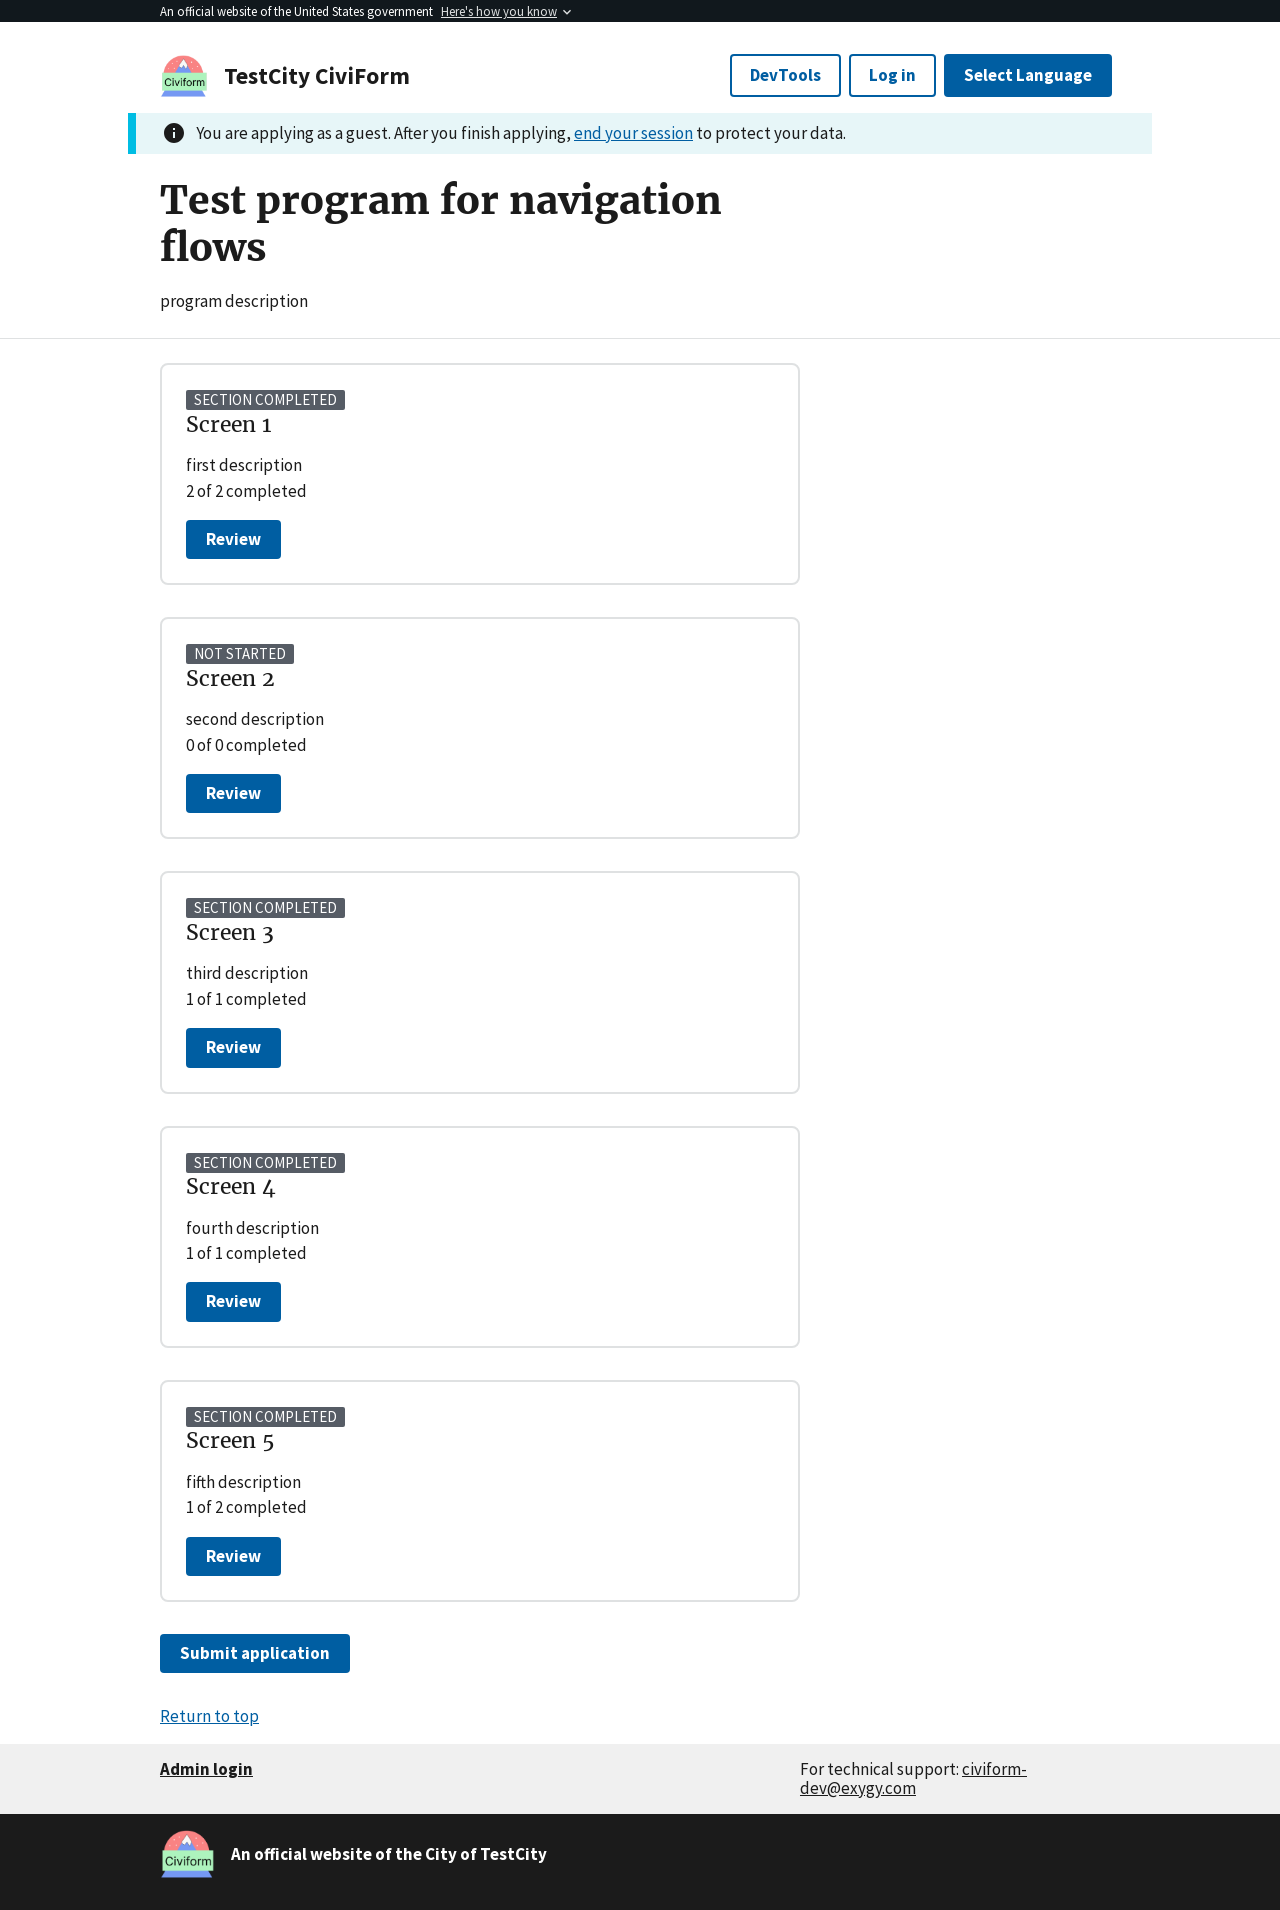 An official website of the United States government Here's how you know
Civiform
TestCity CiviForm
DevTools
Log in
Select Language
You are applying as a guest. After you finish applying, end your session to protect your data.
Test program for navigation
flows
program description
SECTION COMPLETED
Screen 1
first description
2 of 2 completed
Review
NOT STARTED
Screen 2
second description
0 of 0 completed
Review
SECTION COMPLETED
Screen 3
third description
1 of 1 completed
Review
SECTION COMPLETED
Screen 4
fourth description
1 of 1 completed
Review
SECTION COMPLETED
Screen 5
fifth description
1 of 2 completed
Review
Submit application
Return to top
Admin login
For technical support: civiform-
dev@exygy.com
Civiform
An official website of the City of TestCity